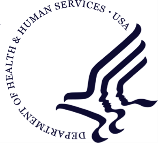 DEPARTMENT OF HEALTH & HUMAN SERVICES · USA